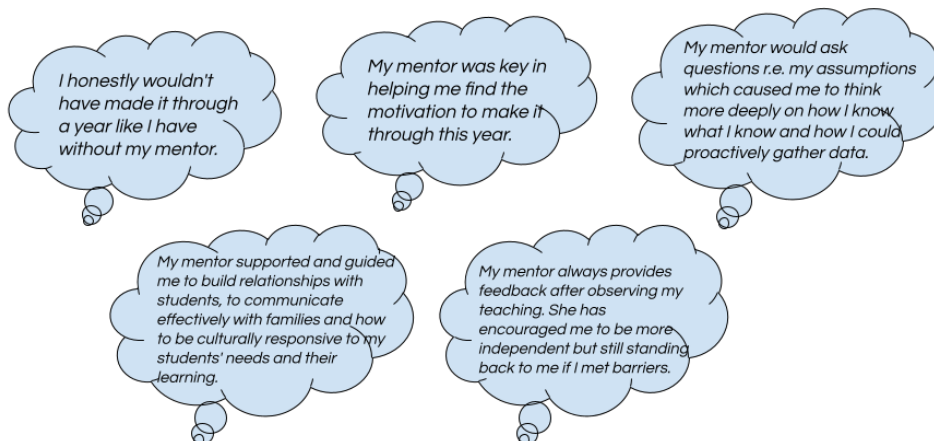 I honestly wouldn't
have made it through
a year like I have
without my mentor.
My mentor was key in
helping me find the
motivation to make it
through this year.
My mentor would ask
questions r.e. my assumptions
which caused me to think
more deeply on how I know
what I know and how I could
proactively gather data.
My mentor supported and guided
me to build relationships with
students, to communicate
effectively with families and how
to be culturally responsive to my
students' needs and their
learning.
My mentor always provides
feedback after observing my
teaching. She has
encouraged me to be more
independent but still standing
back to me if I met barriers.